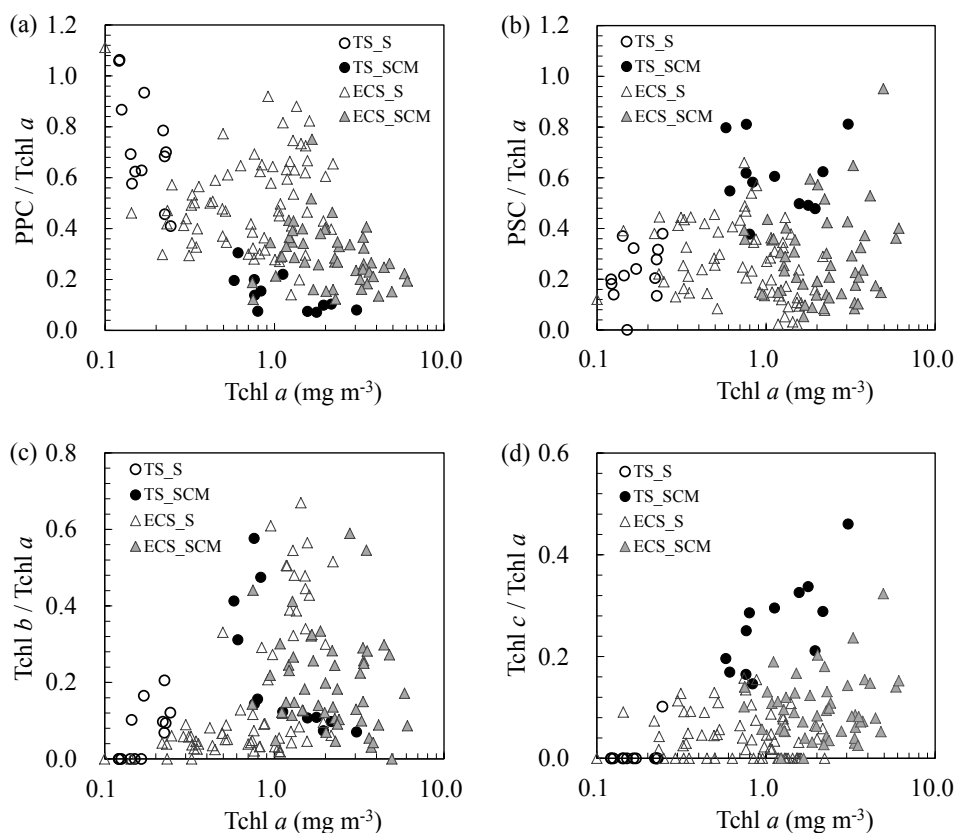 (a)
1.2
1.0
0.8
0.6
0.4
0.2
0.0
PPC / Tchl a
TS_S
TS_SCM
ECS_S
ECS_SCM
0.1 1.0 10.0
Tchl a (mg m-3)
(b)
1.2
1.0
0.8
0.6
0.4
0.2
0.0
PSC / Tchl a
TS_S
TS_SCM
ECS_S
ECS_SCM
0.1 1.0 10.0
Tchl a (mg m-3)
(c)
0.8
0.6
0.4
0.2
0.0
Tchl b / Tchl a
TS_S
TS_SCM
ECS_S
ECS_SCM
0.1 1.0 10.0
Tchl a (mg m-3)
(d)
0.6
0.4
0.2
0.0
Tchl c / Tchl a
TS_S
TS_SCM
ECS_S
ECS_SCM
0.1 1.0 10.0
Tchl a (mg m-3)